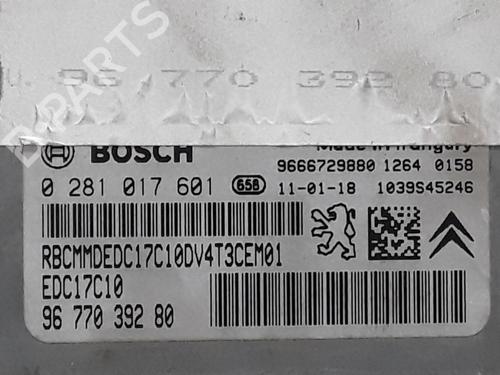 96 770 392 80
BOSCH
Made in Hungary
9666729880 1264 0158
0 281 017 601 658 11-01-18 1039S45246
RBCMMDEDC17C10DV4T3CEM01
EDC17C10
96 770 392 80